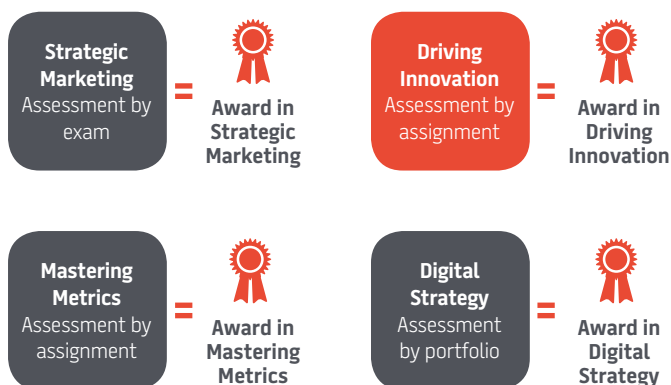 Strategic
Marketing
Assessment by
exam
=
Award in
Strategic
Marketing
Driving
Innovation
Assessment by
assignment
=
Award in
Driving
Innovation
Mastering
Metrics
Assessment by
assignment
=
Award in
Mastering
Metrics
Digital
Strategy
Assessment
by portfolio
=
Award in
Digital
Strategy